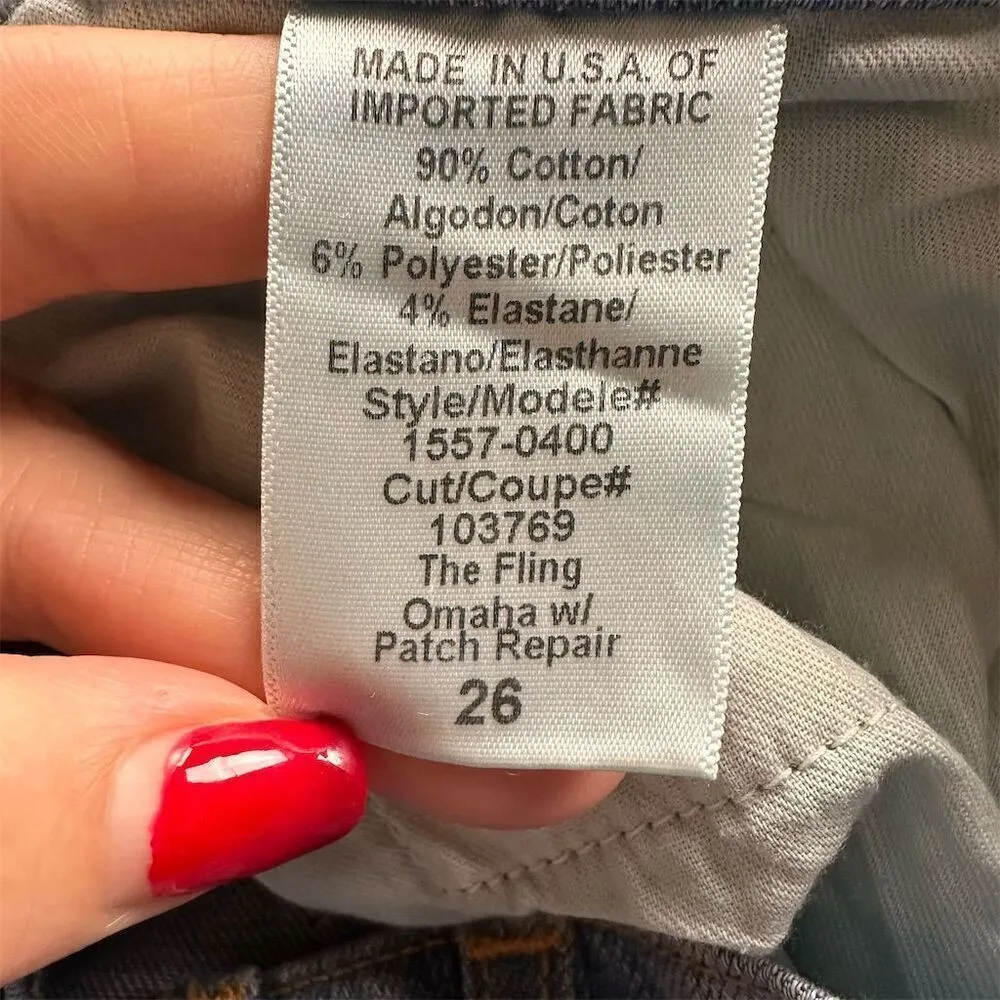 MADE IN U.S.A. OF
IMPORTED FABRIC
90% Cotton/
Algodon/Coton
6% Polyester/Poliester
4% Elastane/
Elastano/Elasthanne
Style/Modele#
1557-0400
Cut/Coupe#
103769
The Fling
Omaha w/
Patch Repair
26